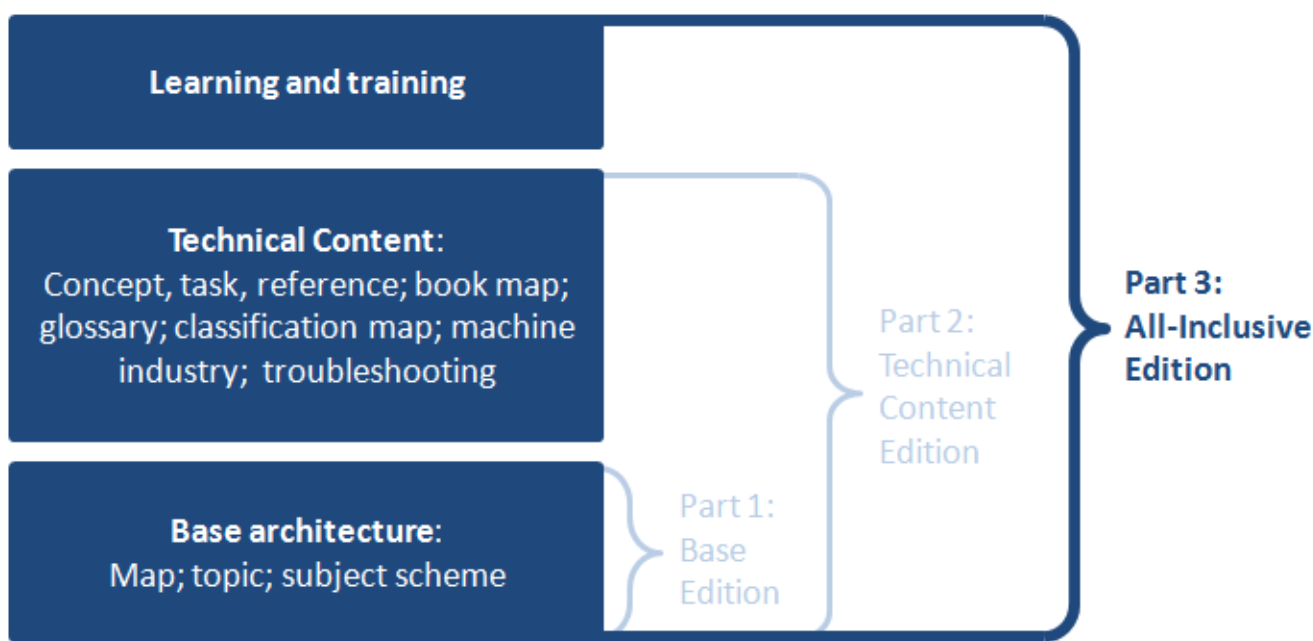 Learning and training
Technical Content:
Concept, task, reference; book map;
glossary; classification map; machine
industry; troubleshooting
Base architecture:
Map; topic; subject scheme
Part 1:
Base
Edition
Part 2:
Technical
Content
Edition
Part 3:
All-Inclusive
Edition